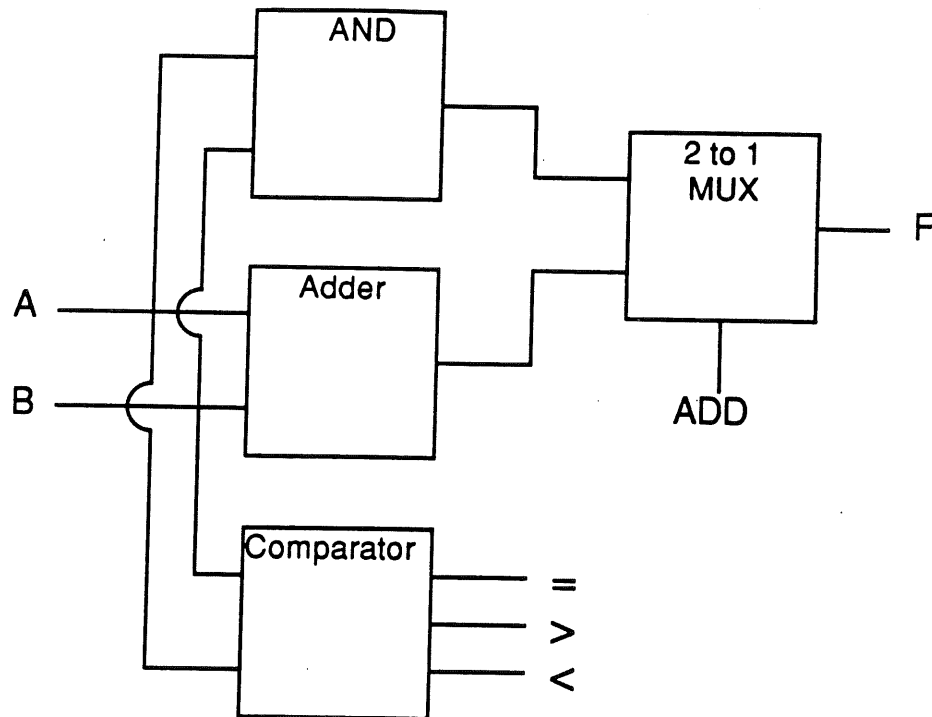 AND
2 to 1
MUX
F
Adder
A
B
ADD
Comparator
=
>
<